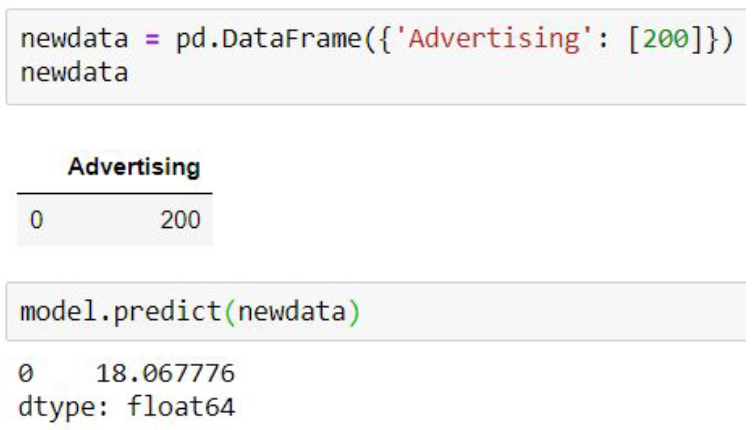 newdata = pd.DataFrame({'Advertising': [200]})
newdata
Advertising
0 200
model.predict(newdata)
0 18.067776
dtype: float64